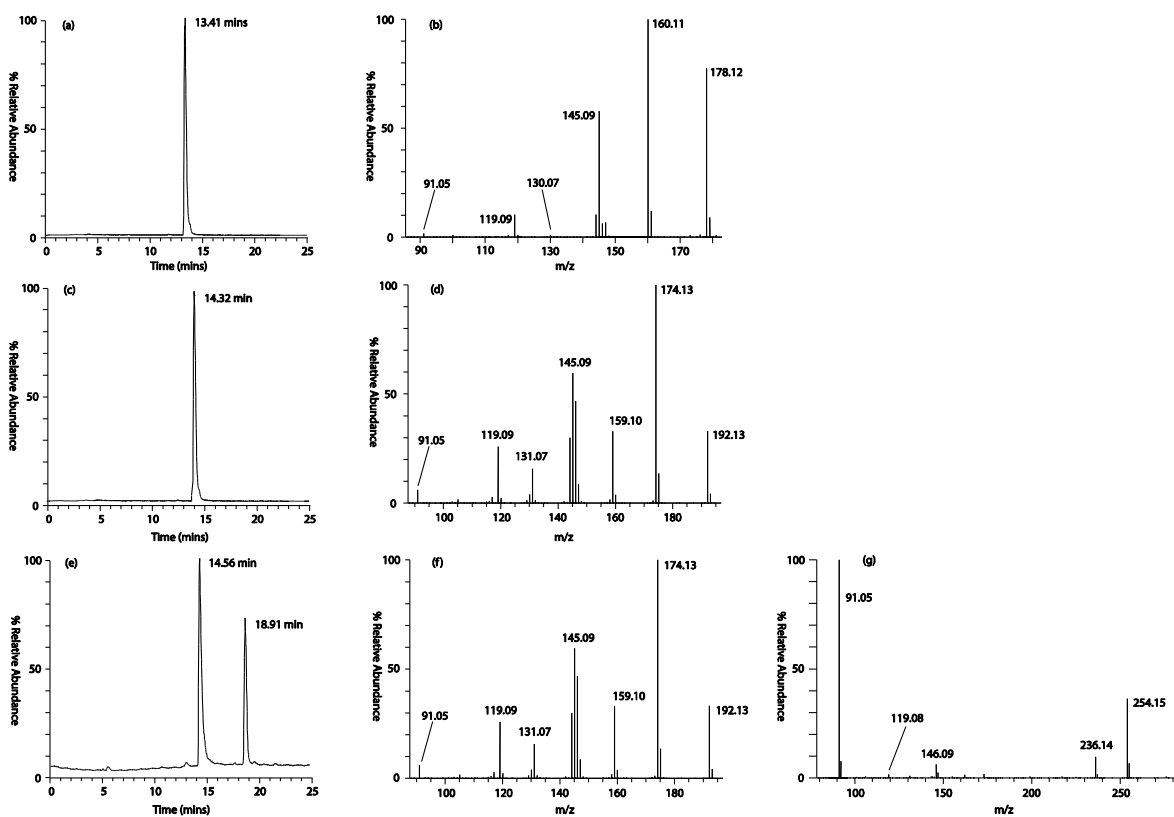 (a)
13.41 mins
% Relative Abundance
100
50
0
0 5 10 15 20 25
Time (mins)
(b)
160.11
178.12
145.09
130.07
91.05
119.09
% Relative Abundance
100
50
0
90 110 130 150 170
m/z
(c)
14.32 min
% Relative Abundance
100
50
0
0 5 10 15 20 25
Time (mins)
(d)
174.13
145.09
159.10
192.13
119.09
91.05
131.07
% Relative Abundance
100
50
0
100 120 140 160 180
m/z
(e)
14.56 min
18.91 min
% Relative Abundance
100
50
0
0 5 10 15 20 25
Time (mins)
(f)
174.13
145.09
159.10
192.13
119.09
91.05
131.07
% Relative Abundance
100
50
0
100 120 140 160 180
m/z
(g)
91.05
254.15
119.08
236.14
146.09
% Relative Abundance
100
50
0
100 150 200 250
m/z